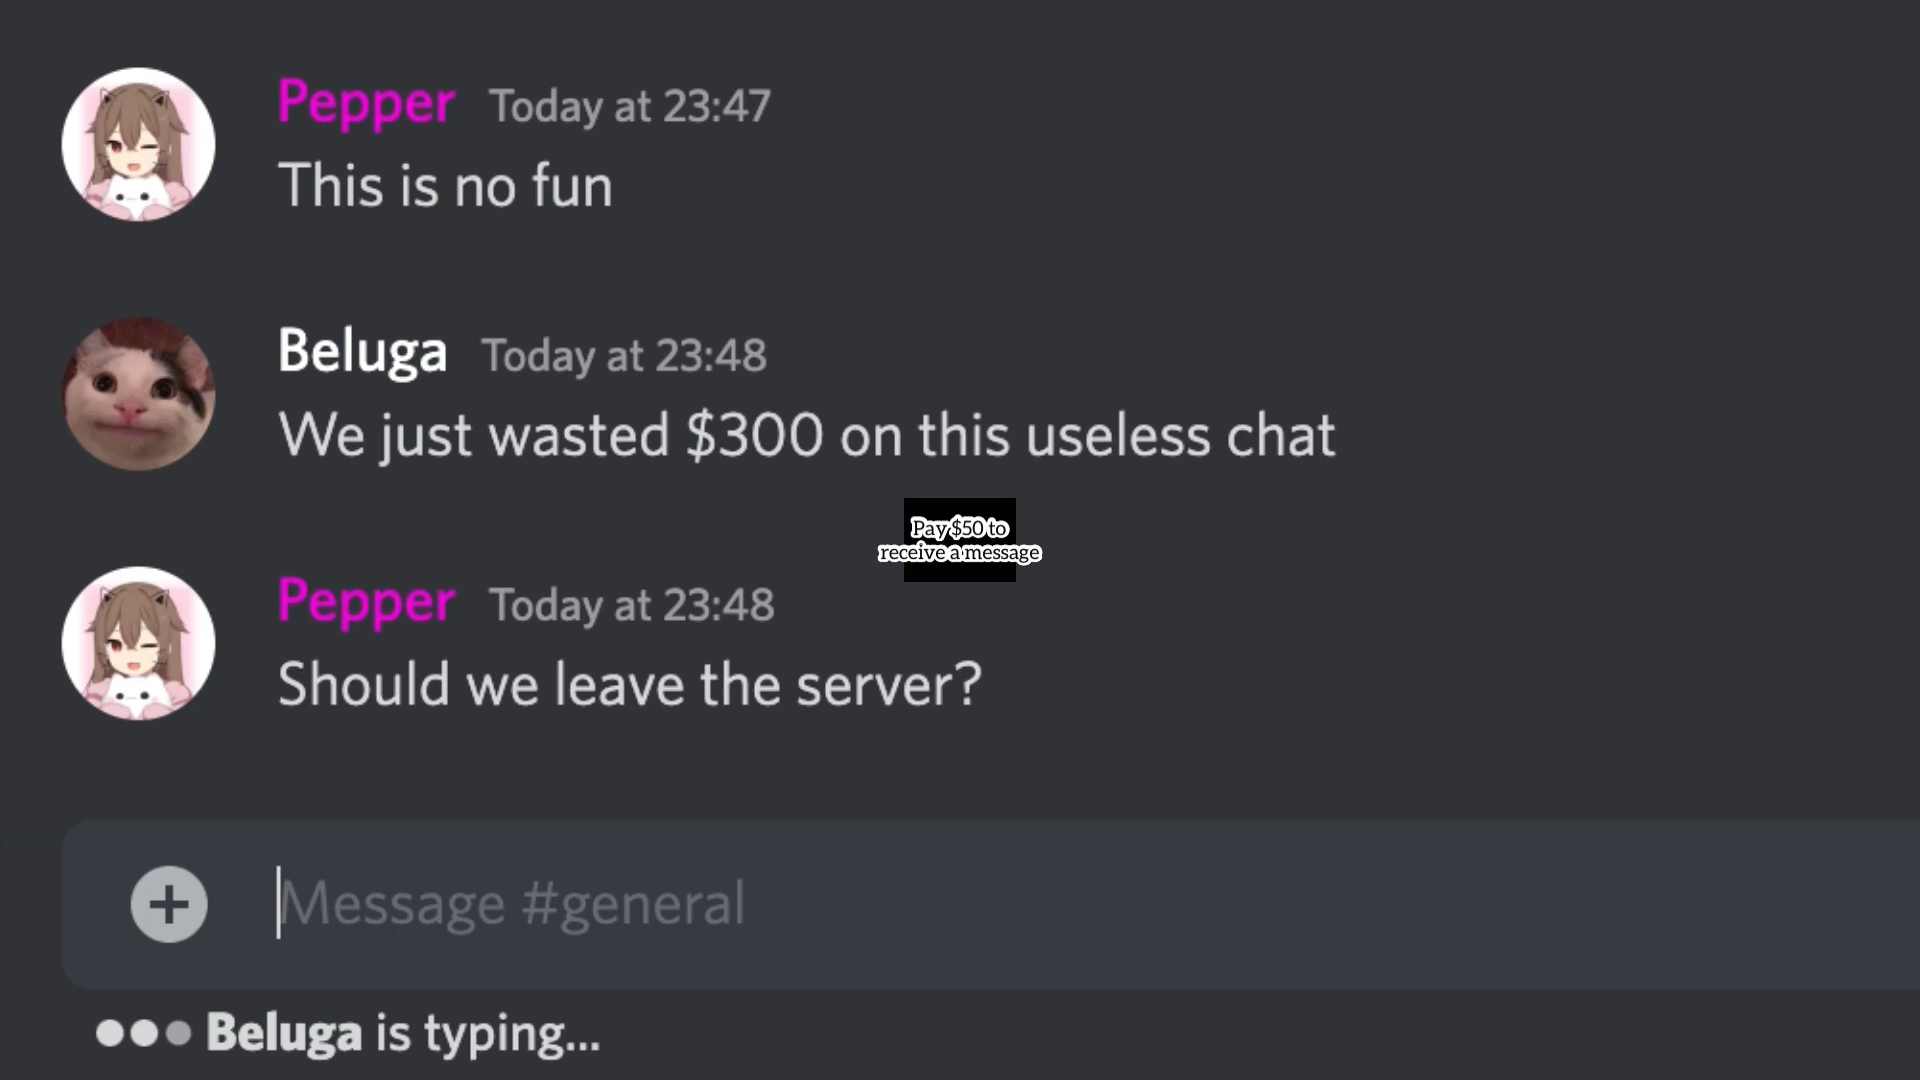 Pepper Today at 23:47
This is no fun
Beluga Today at 23:48
We just wasted $300 on this useless chat
Pay $50 to
receive a message
Pepper Today at 23:48
Should we leave the server?
Message #general
Beluga is typing...